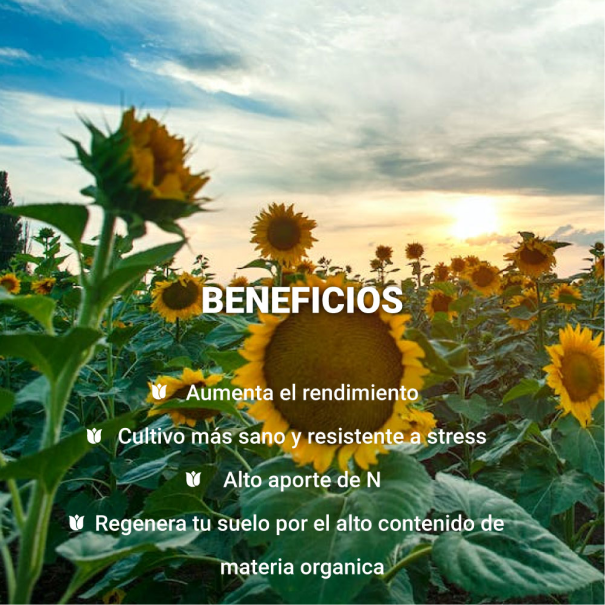 BENEFICIOS
Aumenta el rendimiento
Cultivo más sano y resistente a stress
Alto aporte de N
Regenera tu suelo por el alto contenido de
materia organica